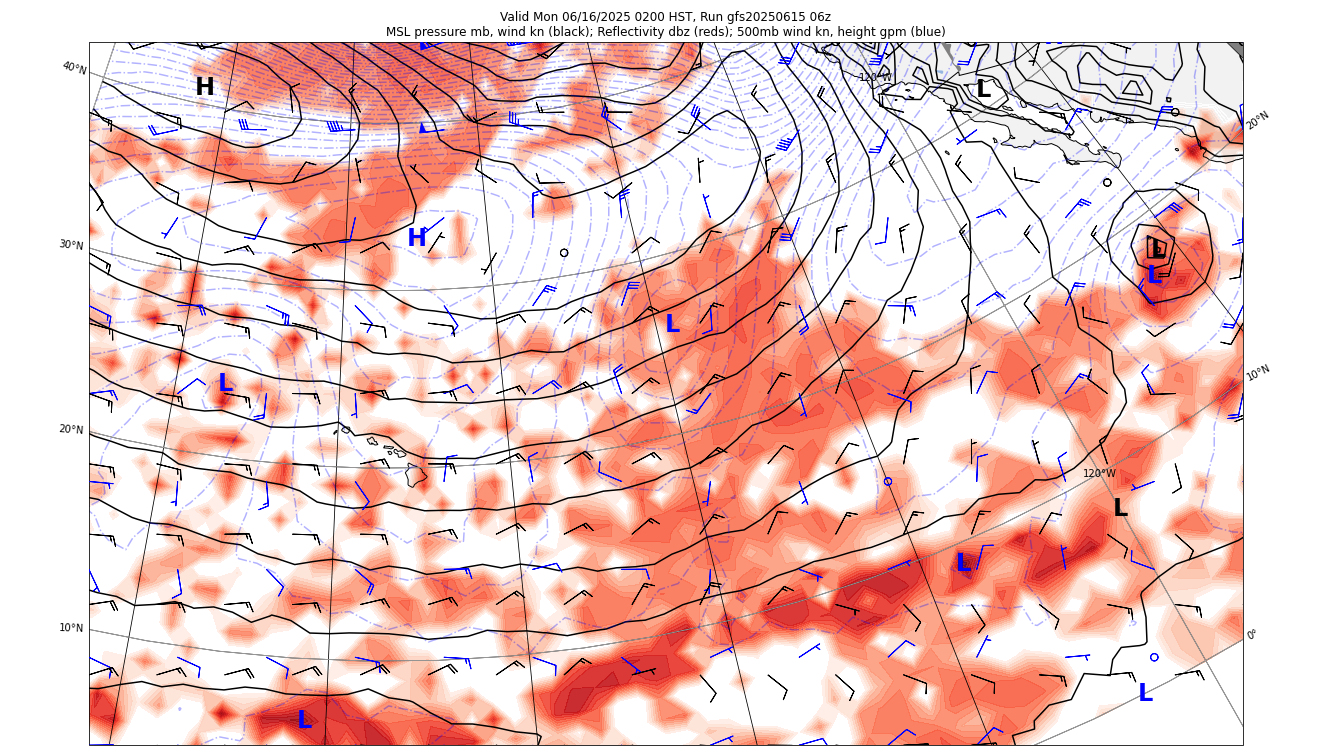 Valid Mon 06/16/2025 0200 HST, Run gfs20250615 06z
MSL pressure mb, wind kn (black); Reflectivity dbz (reds); 500mb wind kn, height gpm (blue)
40°N
120°W
H
L
20°N
30°N
H
L
L
L
10°N
L
20°N
120°W
L
L
10°N
0°
L
L